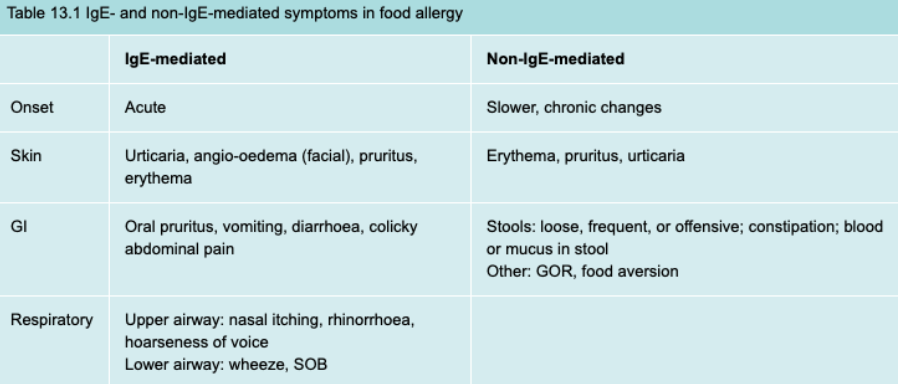 Table 13.1 IgE- and non-IgE-mediated symptoms in food allergy
IgE-mediated Non-IgE-mediated
Onset Acute Slower, chronic changes
Skin Urticaria, angio-oedema (facial), pruritus, Erythema, pruritus, urticaria
erythema
GI Oral pruritus, vomiting, diarrhoea, colicky Stools: loose, frequent, or offensive; constipation; blood
abdominal pain or mucus in stool
Other: GOR, food aversion
Respiratory Upper airway: nasal itching, rhinorrhoea,
hoarseness of voice
Lower airway: wheeze, SOB